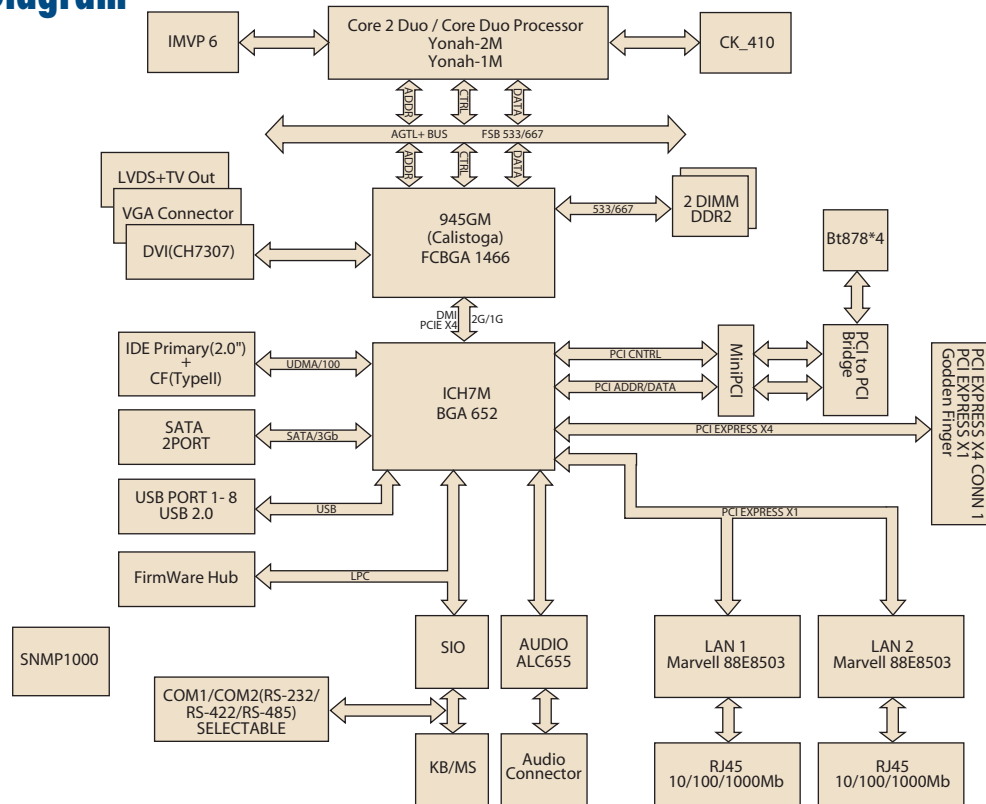 Diagram
IMVP 6
Core 2 Duo / Core Duo Processor
Yonah-2M
Yonah-1M
CK_410
ADDR
CTRL
DATA
AGTL+ BUS FSB 533/667
ADDR
CTRL
DATA
LVDS+TV Out
VGA Connector
DVI(CH7307)
945GM
(Calistoga)
FCBGA 1466
533/667
2 DIMM
DDR2
Bt878*4
DMI
PCIE X4
2G/1G
IDE Primary(2.0")
+
CF(TypeII)
UDMA/100
ICH7M
BGA 652
PCI CNTRL
PCI ADDR/DATA
MiniPCI
PCI to PCI
Bridge
PCI EXPRESS X4 CONN 1
PCI EXPRESS X1
Godden Finger
SATA
2PORT
SATA/3Gb
PCI EXPRESS X4
USB PORT 1- 8
USB 2.0
USB
PCI EXPRESS X1
FirmWare Hub
LPC
SNMP1000
SIO
AUDIO
ALC655
LAN 1
Marvell 88E8503
LAN 2
Marvell 88E8503
COM1/COM2(RS-232/
RS-422/RS-485)
SELECTABLE
KB/MS
Audio
Connector
RJ45
10/100/1000Mb
RJ45
10/100/1000Mb